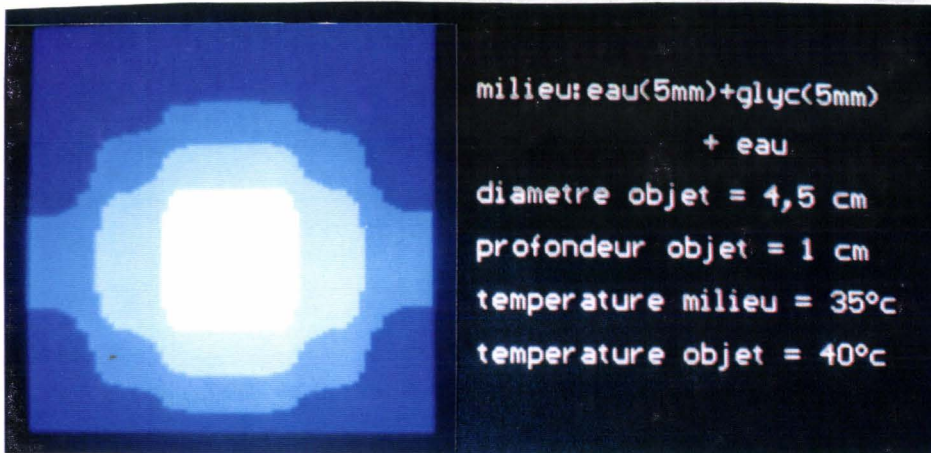 milieu:eau(5mm)+glyc(5mm)
+ eau
diametre objet = 4,5 cm
profondeur objet = 1 cm
temperature milieu = 35°c
temperature objet = 40°c